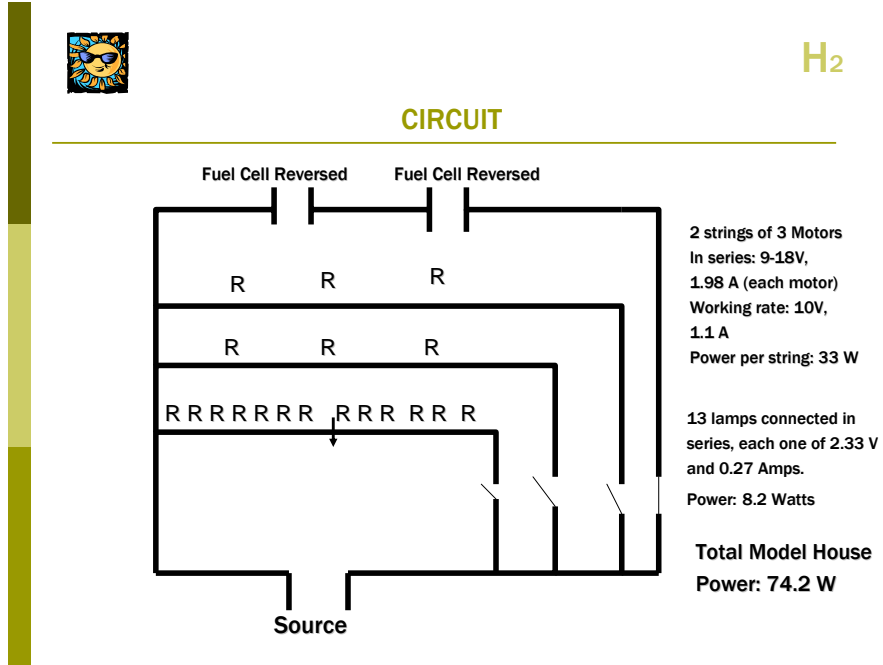 H2
CIRCUIT
Fuel Cell Reversed Fuel Cell Reversed
R R R
R R R
R R R R R R R R R R R R R
2 strings of 3 Motors
In series: 9-18V,
1.98 A (each motor)
Working rate: 10V,
1.1 A
Power per string: 33 W
13 lamps connected in
series, each one of 2.33 V
and 0.27 Amps.
Power: 8.2 Watts
Total Model House
Power: 74.2 W
Source